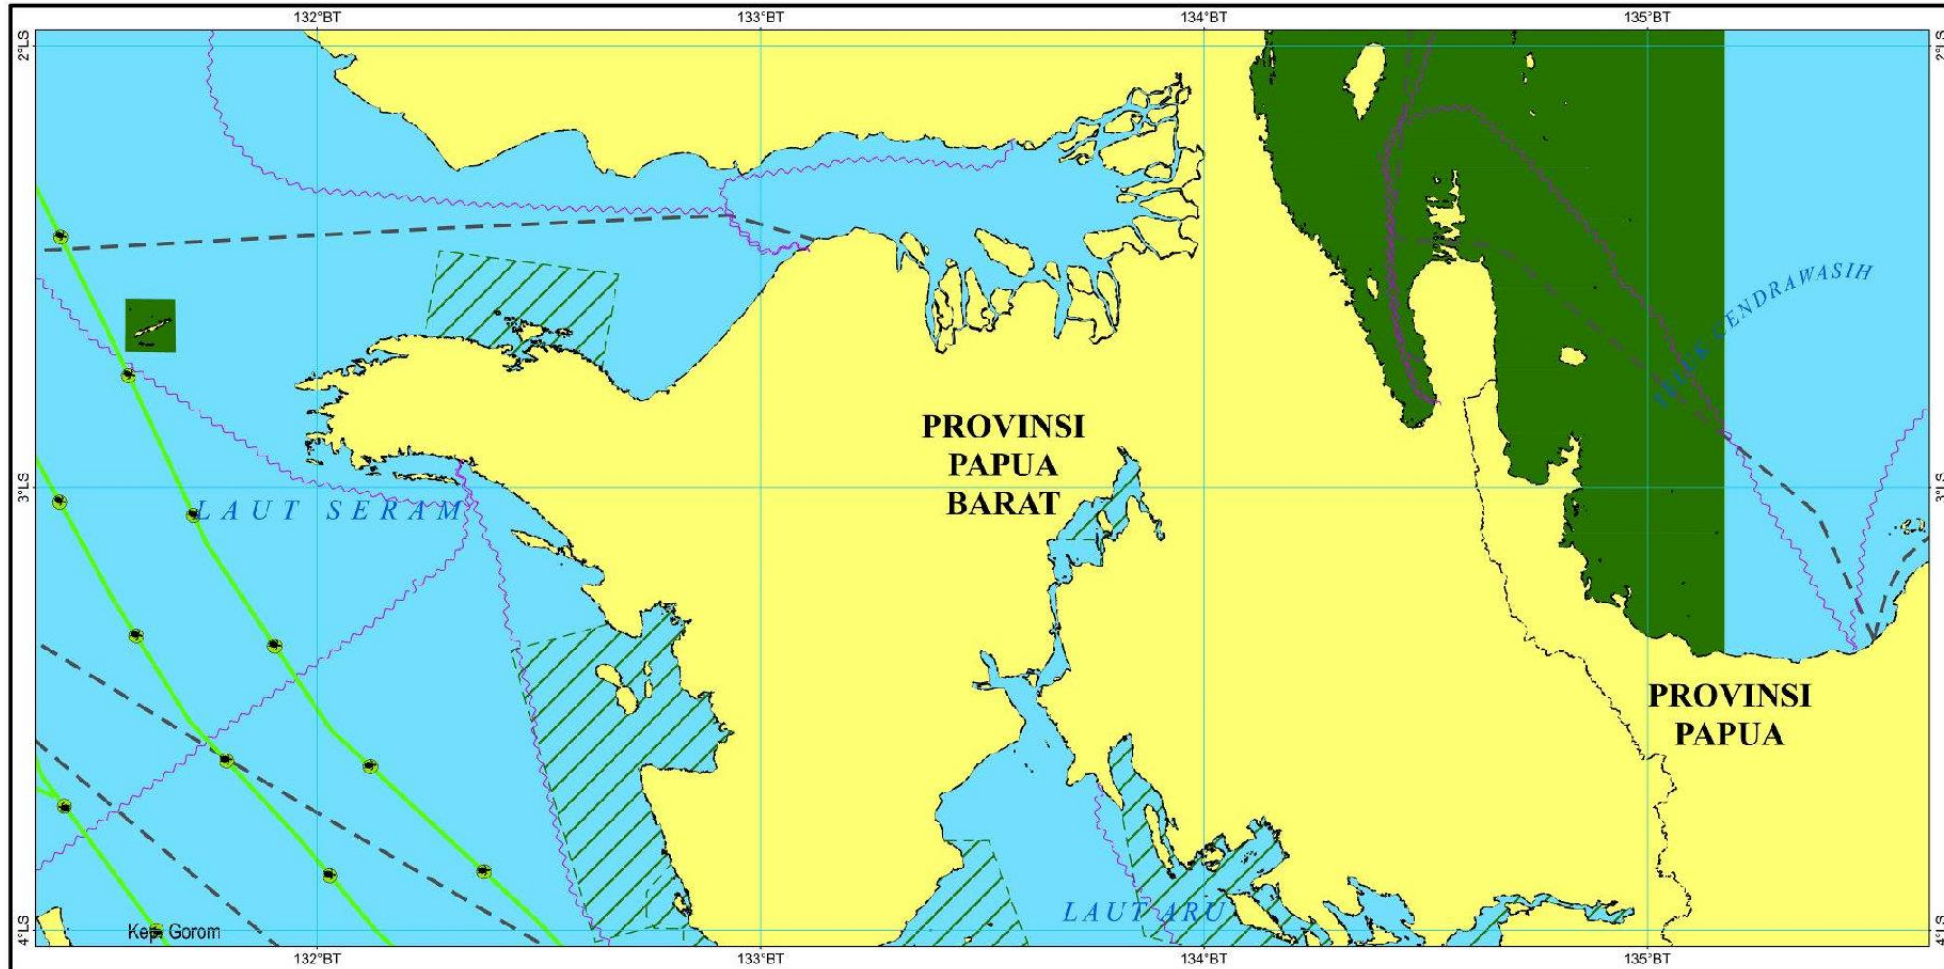 132°BT
133°BT
134°BT
135°BT
2°LS
2°LS
TELUK CENDRAWASIH
PROVINSI
PAPUA
BARAT
3°LS
3°LS
LAUT SERAM
PROVINSI
PAPUA
LAUT ARU
Kep. Gorom
4°LS
4°LS
132°BT
133°BT
134°BT
135°BT